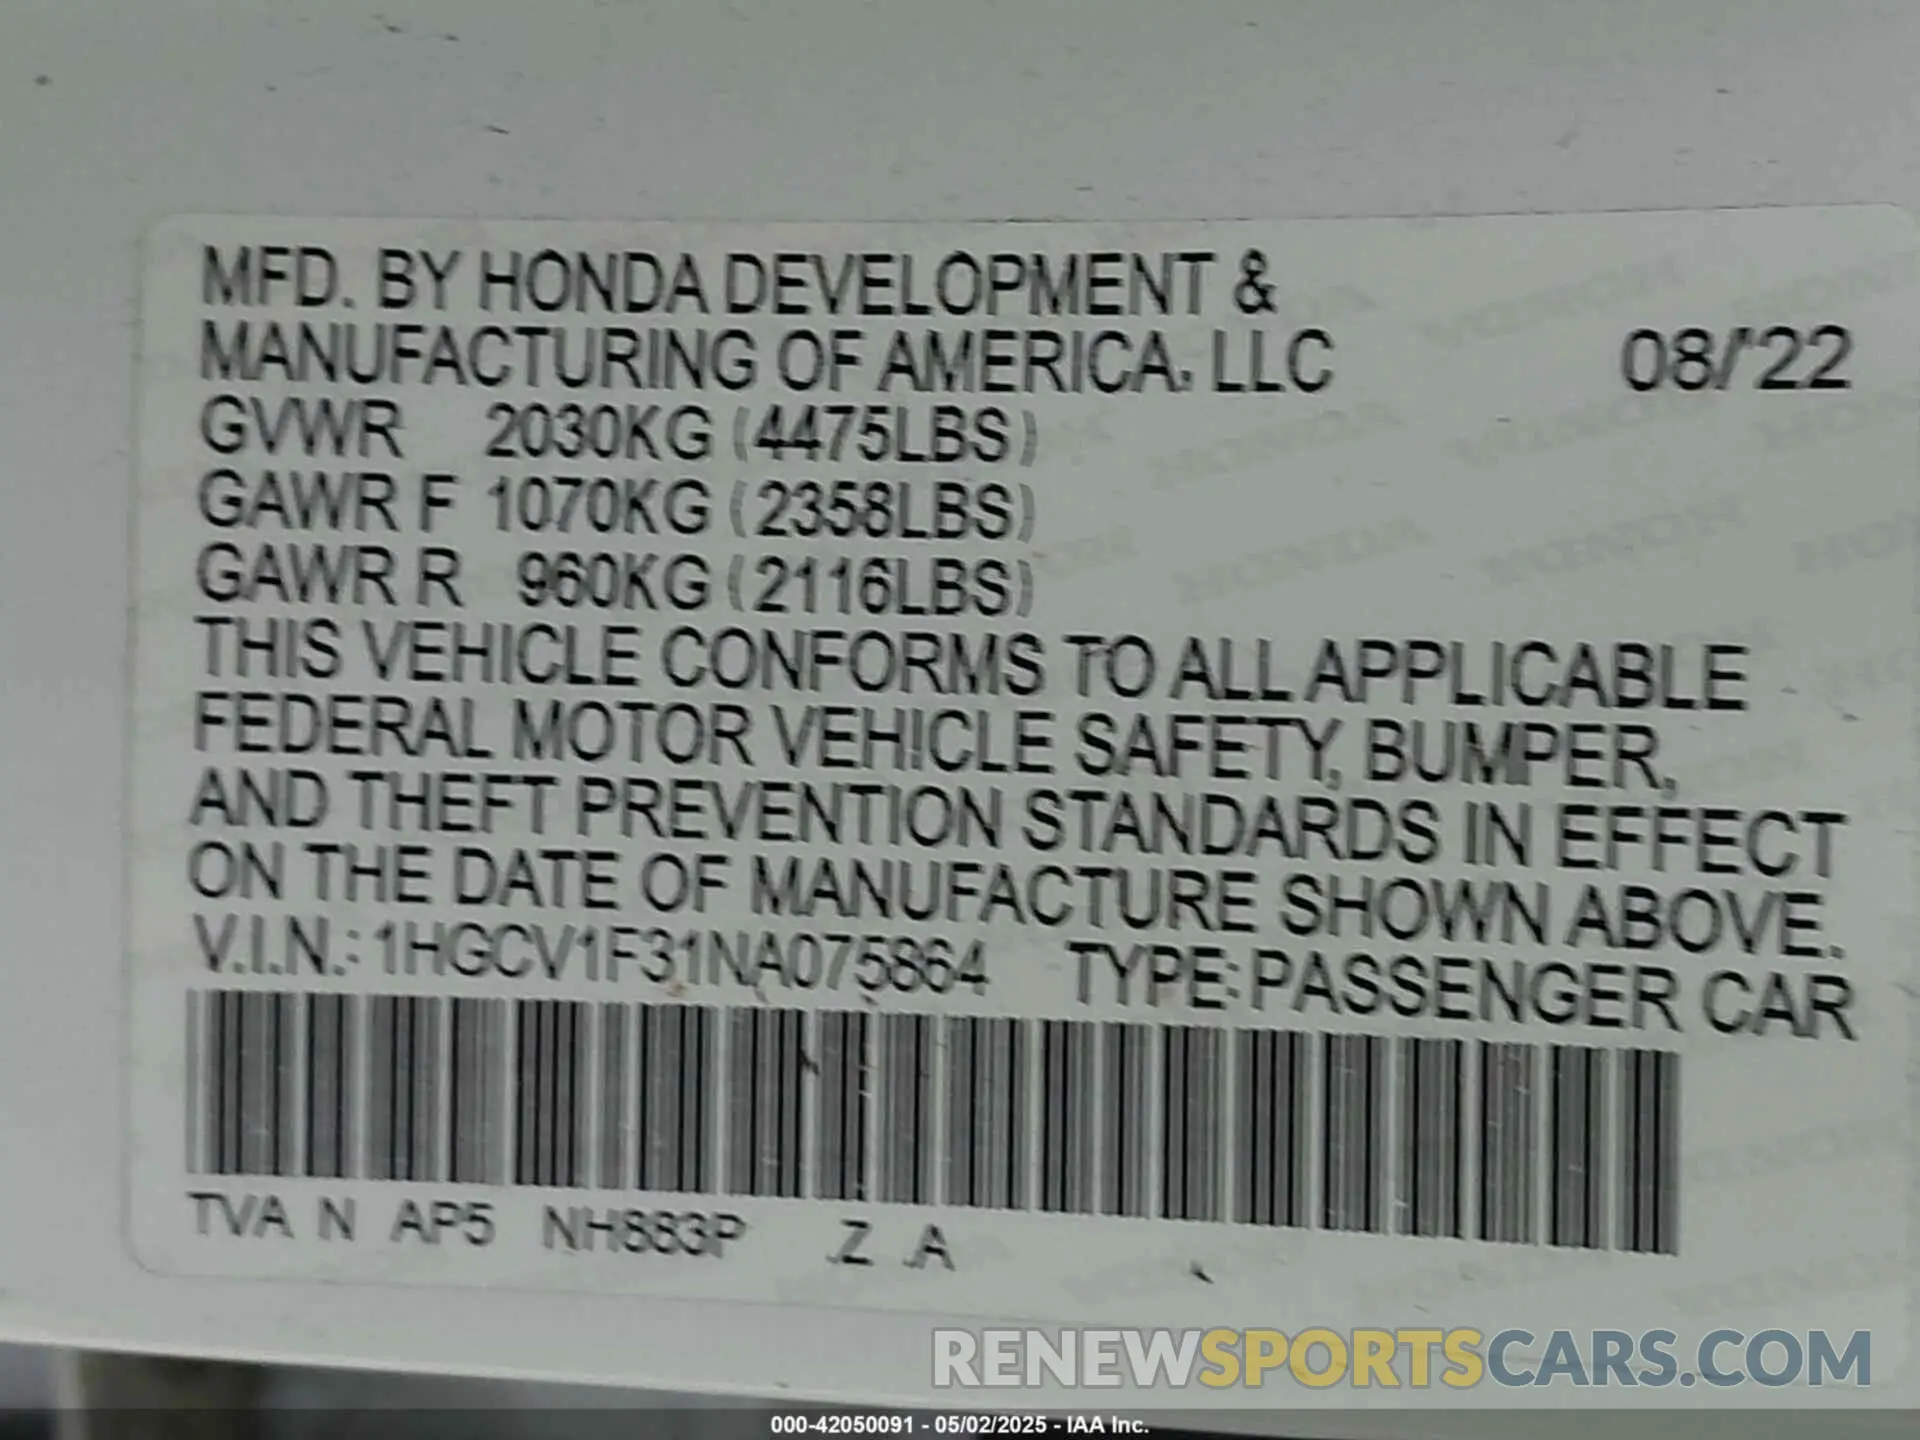 MFD. BY HONDA DEVELOPMENT &
MANUFACTURING OF AMERICA, LLC 08/'22
GVWR 2030KG (4475LBS)
GAWR F 1070KG (2358LBS)
GAWR R 960KG (2116LBS)
THIS VEHICLE CONFORMS TO ALL APPLICABLE
FEDERAL MOTOR VEHICLE SAFETY, BUMPER,
AND THEFT PREVENTION STANDARDS IN EFFECT
ON THE DATE OF MANUFACTURE SHOWN ABOVE.
V.I.N.: 1HGCV1F31NA075864 TYPE: PASSENGER CAR
TVA N AP5 NH883P .Z .A
RENEWSPORTSCARS.COM
000-42050091 - 05/02/2025 - IAA Inc.